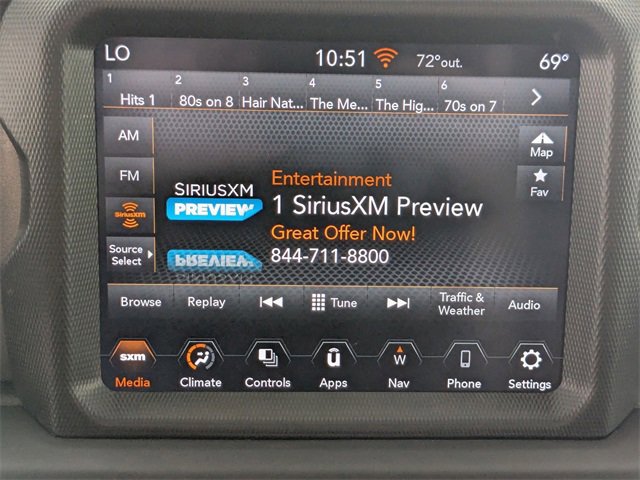 LO 10:51 72°out. 69°
1 2 3 4 5 6
Hits 1 80s on 8 Hair Nat... The Me... The Hig... 70s on 7
AM
FM
SiriusXM
Source
Select
SIRIUSXM
PREVIEW
PREVIEW
Entertainment
1 SiriusXM Preview
Great Offer Now!
844-711-8800
Map
Fav
Browse Replay Tune Traffic & Weather Audio
sxm u W
Media Climate Controls Apps Nav Phone Settings